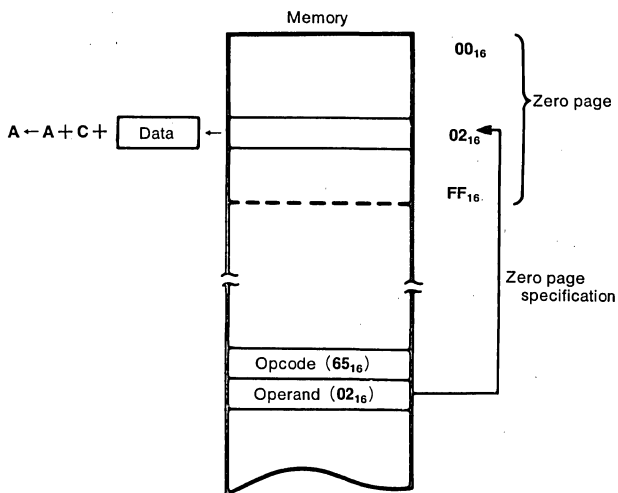 Memory
00₁₆
Zero page
A ← A + C + Data ←
02₁₆
FF₁₆
Zero page
specification
Opcode (65₁₆)
Operand (02₁₆)